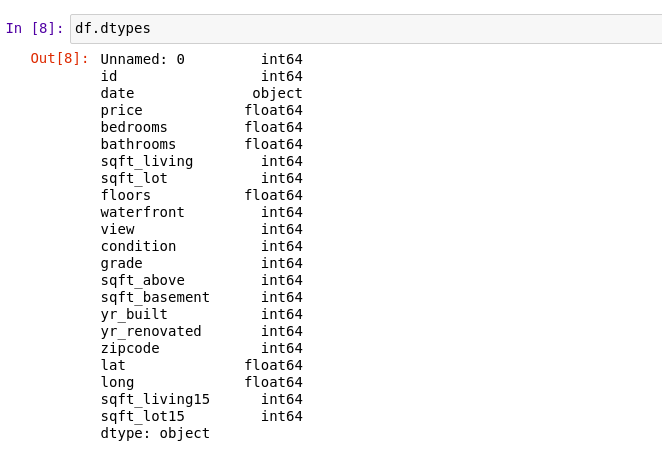 In [8]: df.dtypes
Out[8]: Unnamed: 0 int64
id int64
date object
price float64
bedrooms float64
bathrooms float64
sqft_living int64
sqft_lot int64
floors float64
waterfront int64
view int64
condition int64
grade int64
sqft_above int64
sqft_basement int64
yr_built int64
yr_renovated int64
zipcode int64
lat float64
long float64
sqft_living15 int64
sqft_lot15 int64
dtype: object